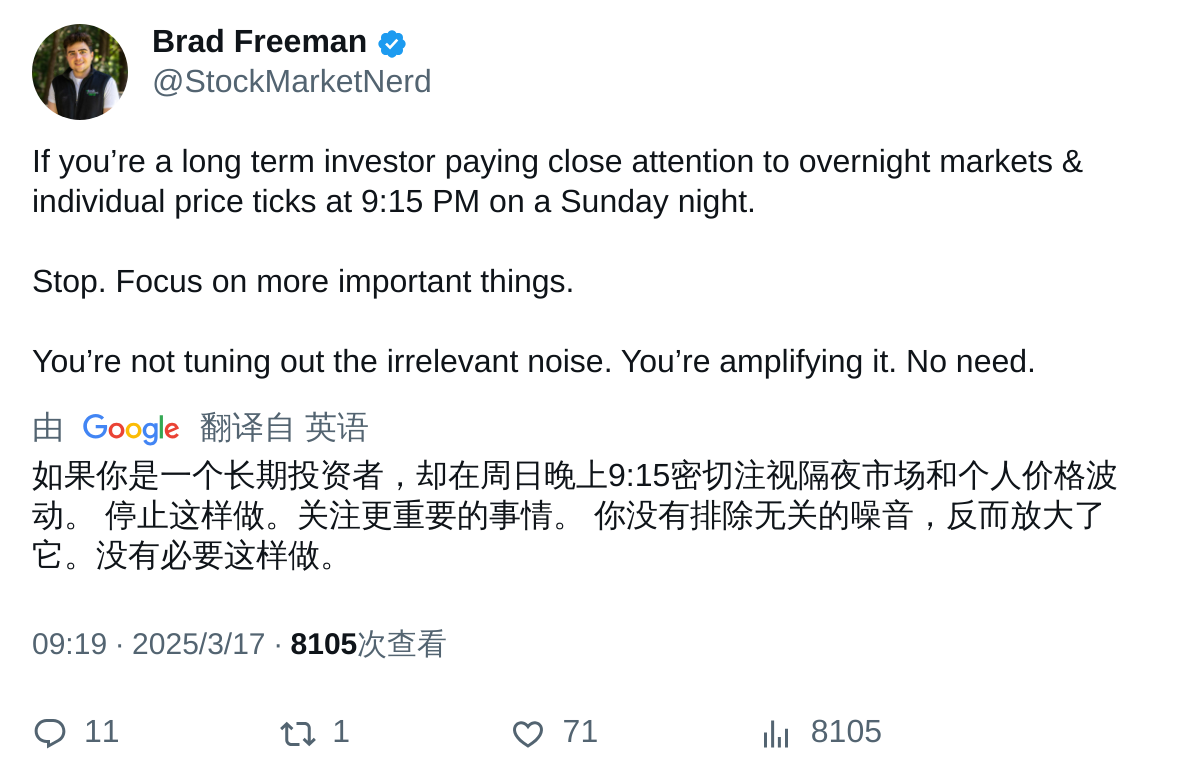 Brad Freeman
@StockMarketNerd
If you’re a long term investor paying close attention to overnight markets &
individual price ticks at 9:15 PM on a Sunday night.
Stop. Focus on more important things.
You’re not tuning out the irrelevant noise. You’re amplifying it. No need.
由 Google 翻译自 英语
如果你是一个长期投资者，却在周日晚上9:15密切注视隔夜市场和个人价格波
动。 停止这样做。关注更重要的事情。 你没有排除无关的噪音，反而放大了
它。没有必要这样做。
09:19 · 2025/3/17 · 8105次查看
11 1 71 8105